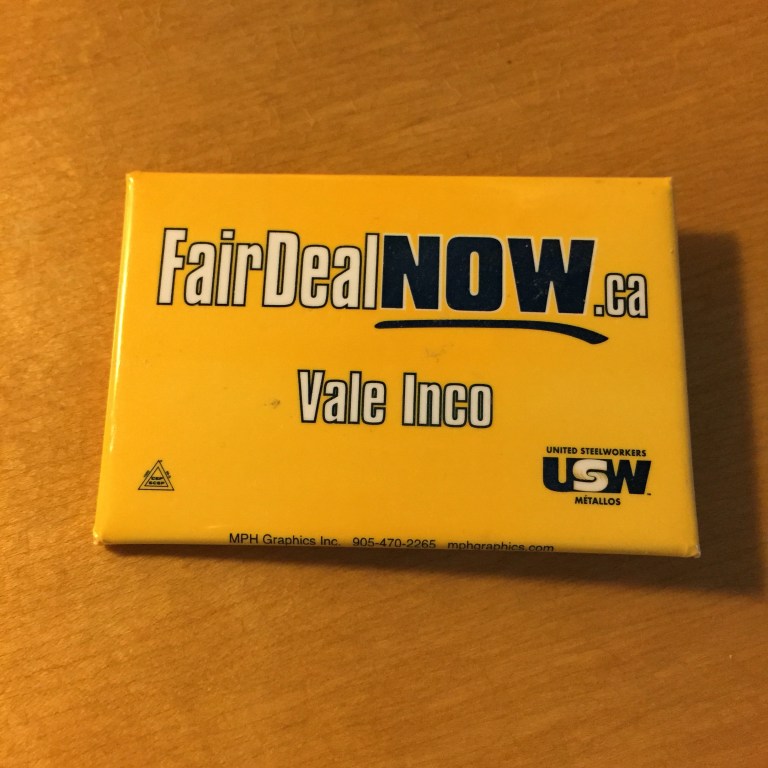 FairDealNOW.ca
Vale Inco
UNITED STEELWORKERS
USW
MÉTALLOS
MPH Graphics Inc. 905-470-2265 mphgraphics.com